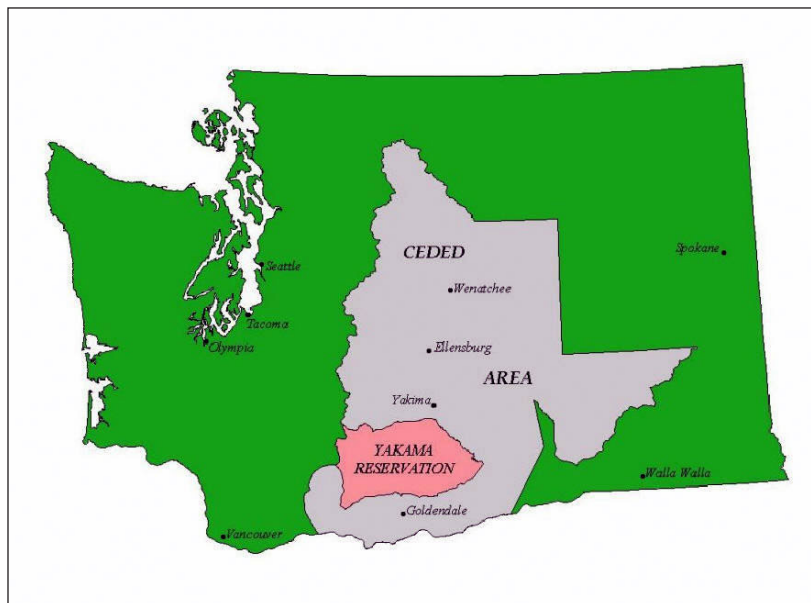 CEDED
Spokane
Seattle
Wenatchee
Tacoma
Olympia
Ellensburg
AREA
Yakima
YAKAMA
RESERVATION
Walla Walla
Goldendale
Vancouver